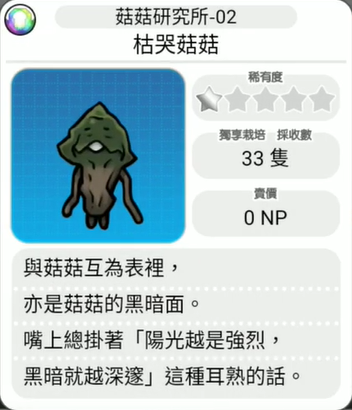 菇菇研究所-02
枯哭菇菇
稀有度
獨享栽培 採收數
33 隻
賣價
0 NP
與菇菇互為表裡，
亦是菇菇的黑暗面。
嘴上總掛著「陽光越是強烈，
黑暗就越深邃」這種耳熟的話。